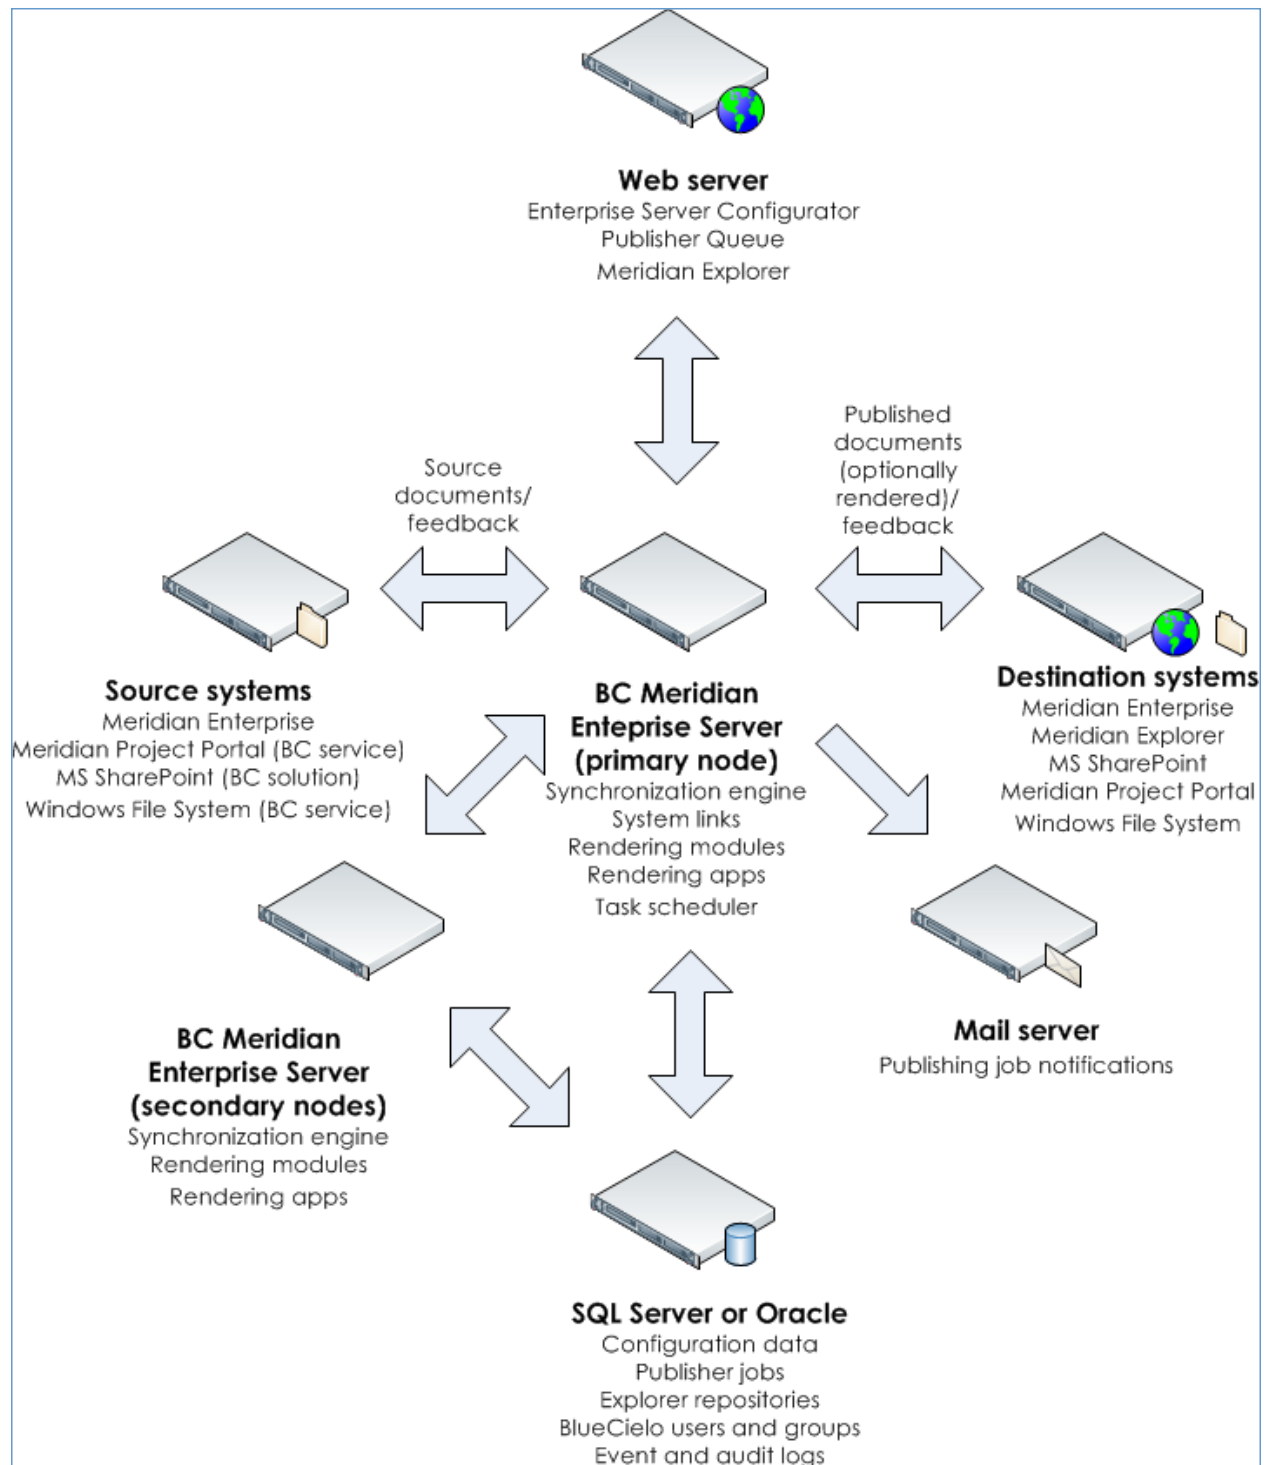 Web server
Enterprise Server Configurator
Publisher Queue
Meridian Explorer
Source
documents/
feedback
Published
documents
(optionally
rendered)/
feedback
Source systems
Meridian Enterprise
Meridian Project Portal (BC service)
MS SharePoint (BC solution)
Windows File System (BC service)
BC Meridian
Enteprise Server
(primary node)
Synchronization engine
System links
Rendering modules
Rendering apps
Task scheduler
Destination systems
Meridian Enterprise
Meridian Explorer
MS SharePoint
Meridian Project Portal
Windows File System
BC Meridian
Enterprise Server
(secondary nodes)
Synchronization engine
Rendering modules
Rendering apps
Mail server
Publishing job notifications
SQL Server or Oracle
Configuration data
Publisher jobs
Explorer repositories
BlueCielo users and groups
Event and audit logs